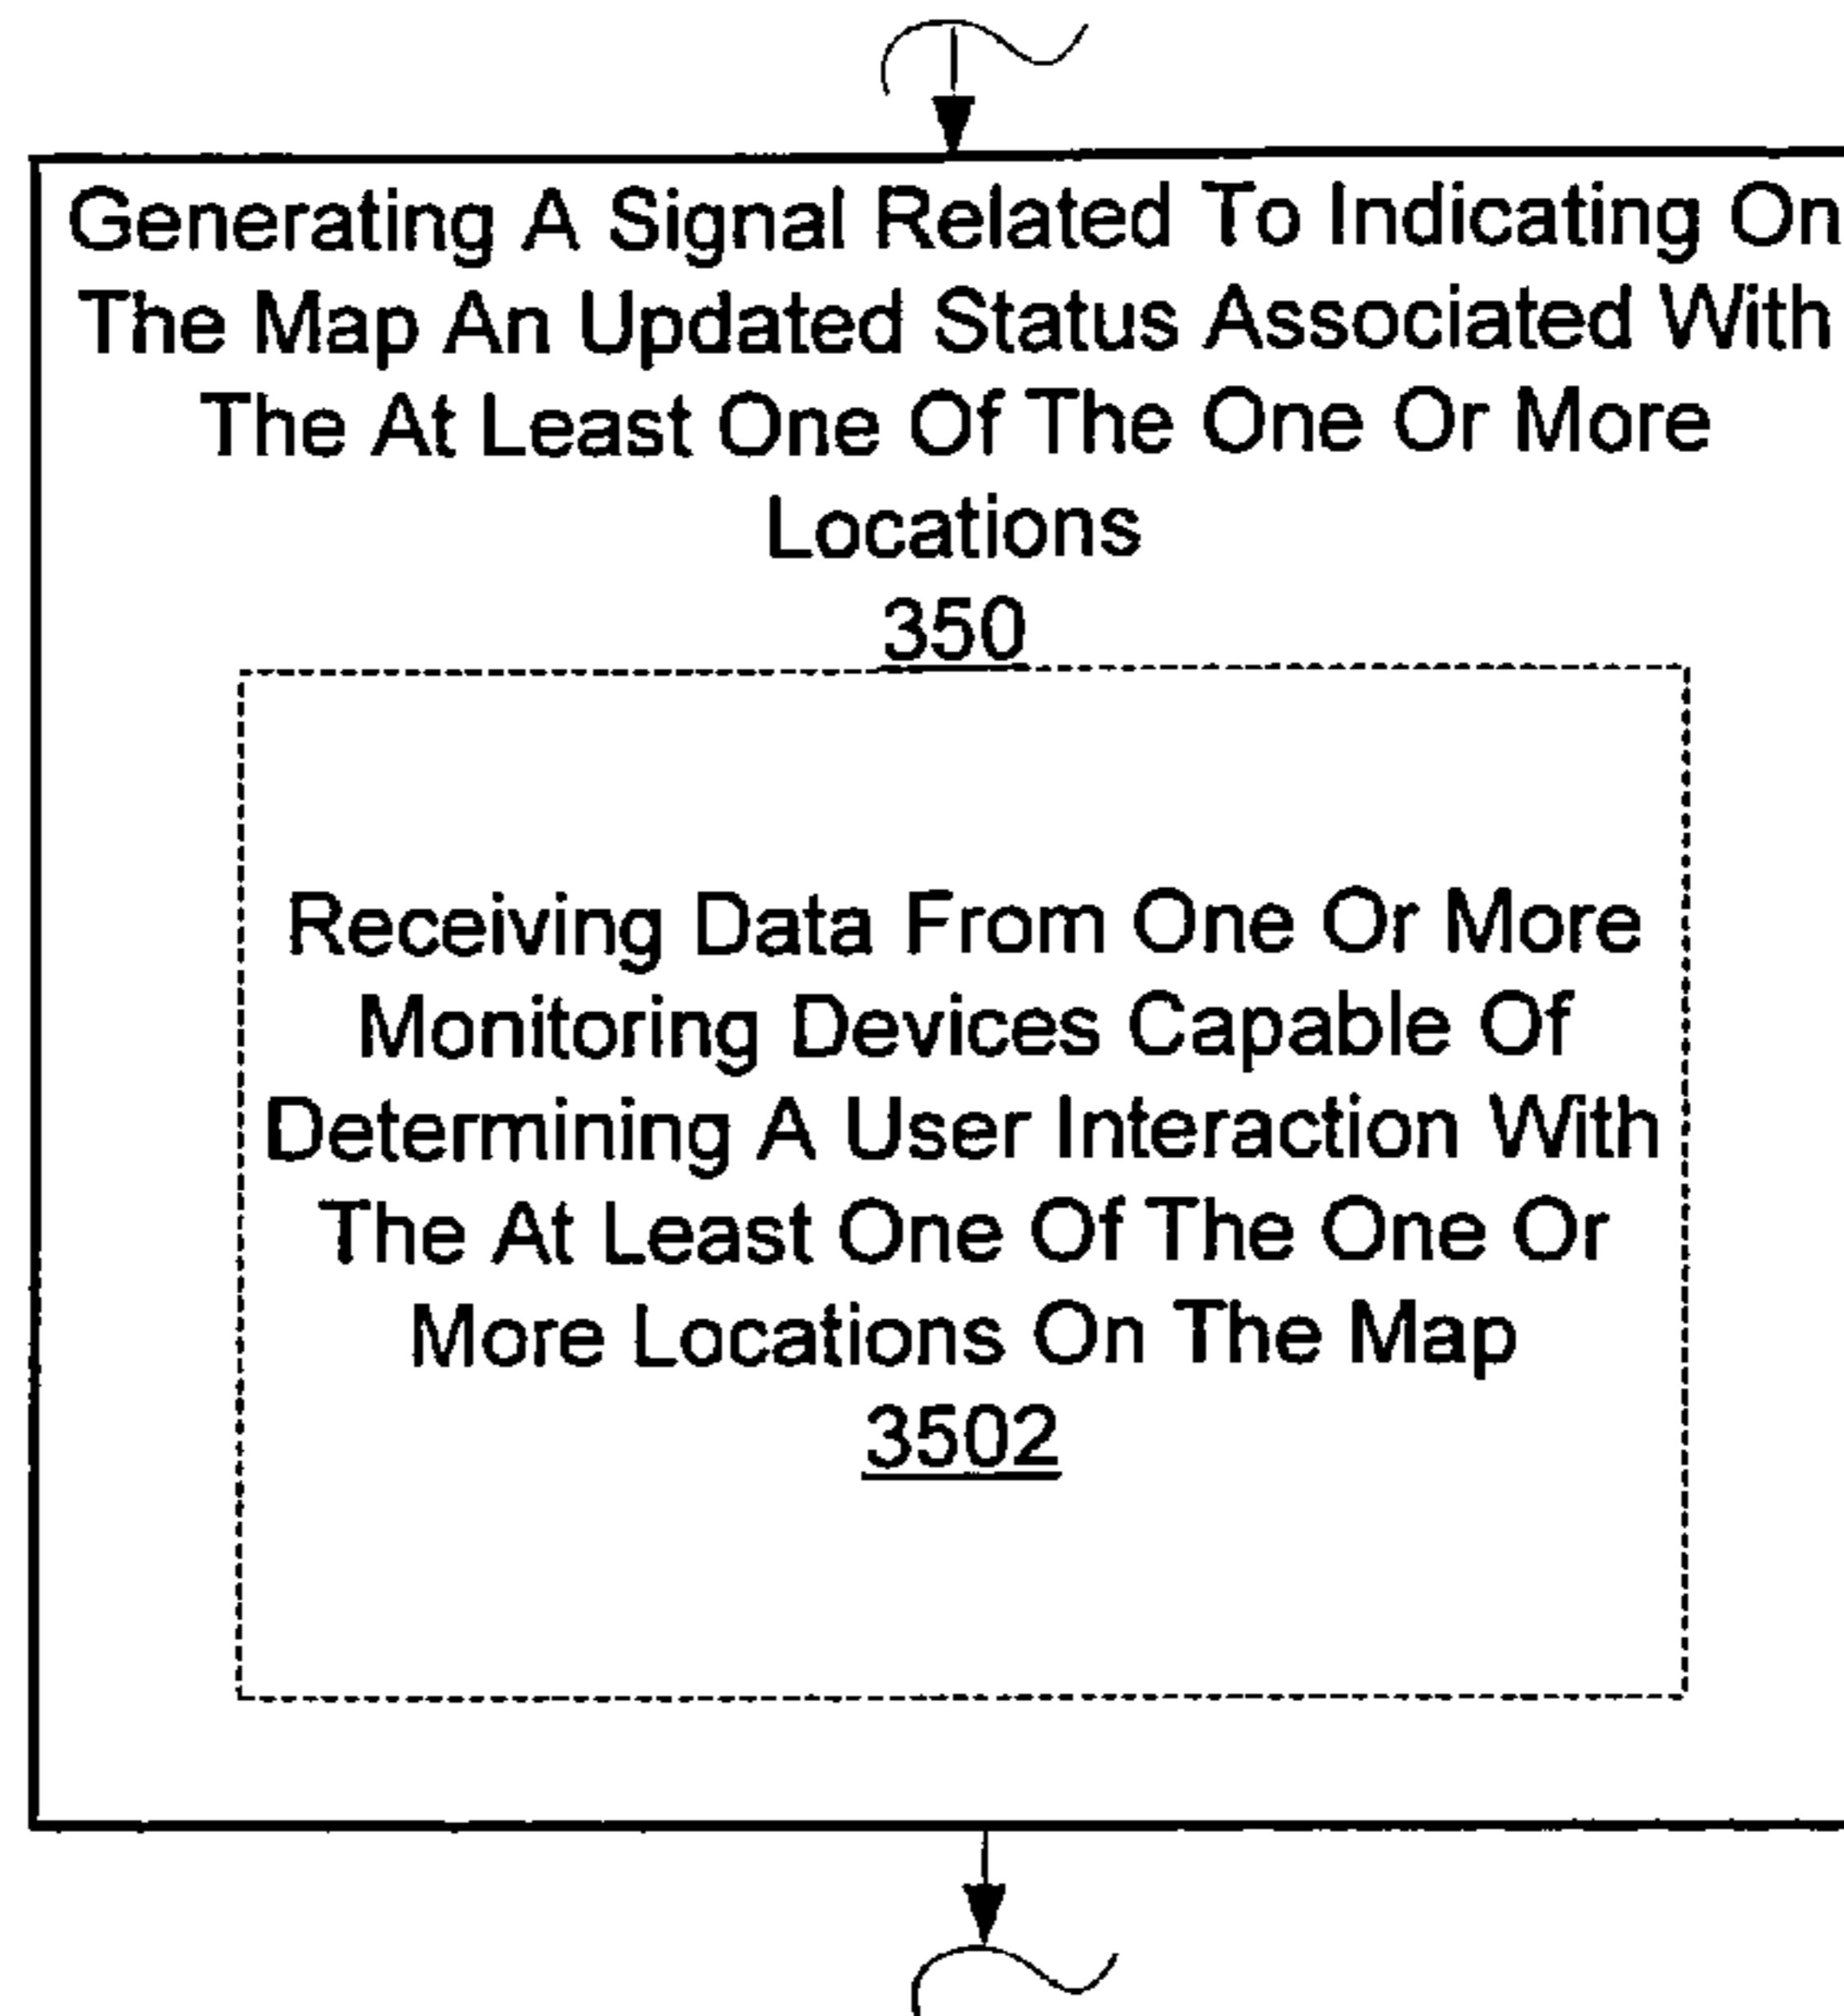 Generating A Signal Related To Indicating On
The Map An Updated Status Associated With
The At Least One Of The One Or More
Locations
350
Receiving Data From One Or More
Monitoring Devices Capable Of
Determining A User Interaction With
The At Least One Of The One Or
More Locations On The Map
3502